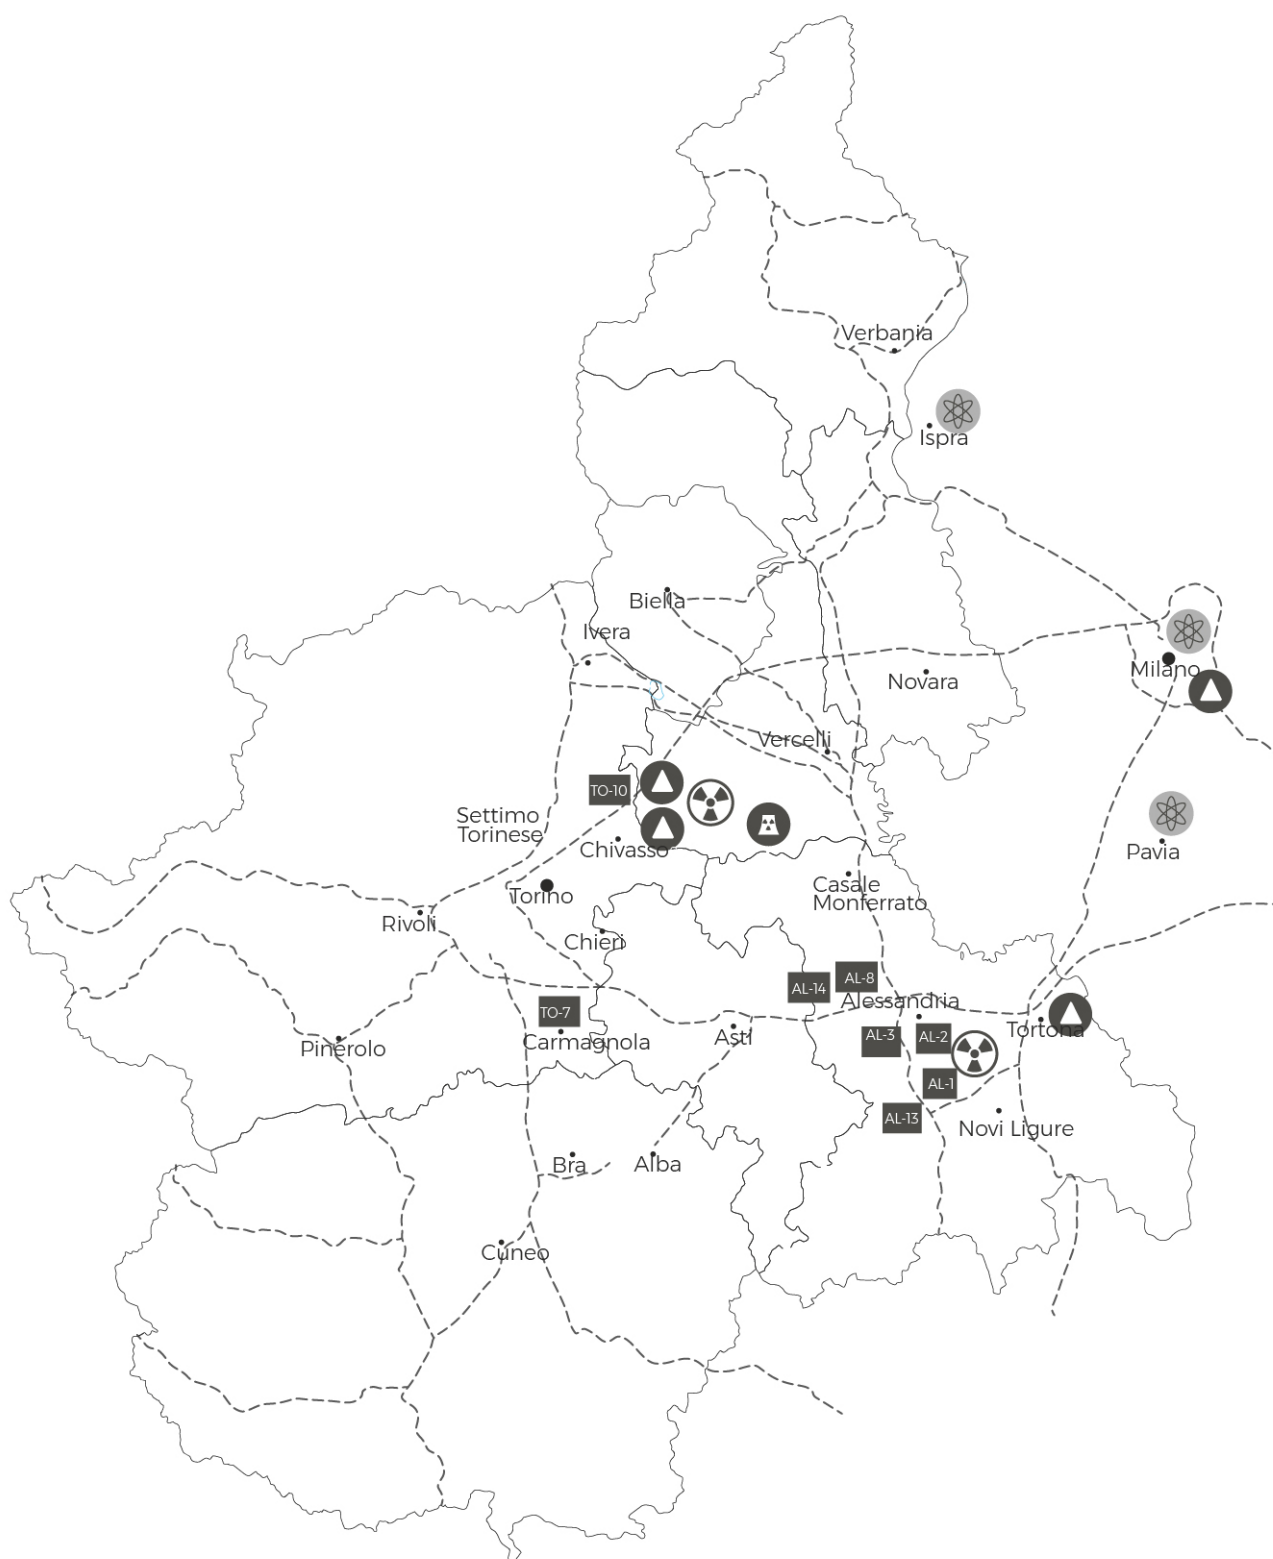 Verbania
Ispra
Biella
Ivera
Milano
Novara
Vercelli
TO-10
Settimo
Torinese
Chivasso
Pavia
Casale
Monferrato
Torino
Rivoli
Chieri
AL-8
AL-14
Alessandria
TO-7
Tortona
AL-3
AL-2
Asti
Carmagnola
Pinerolo
AL-1
AL-13
Novi Ligure
Bra
Alba
Cuneo